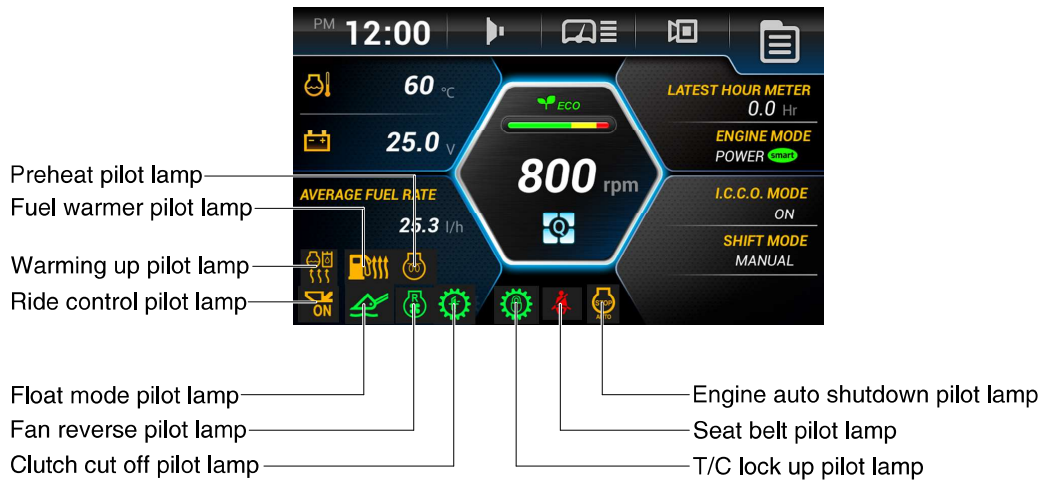 PM 12:00
60 °C
25.0 V
AVERAGE FUEL RATE
25.3 l/h
ECO
800 rpm
Q
LATEST HOUR METER
0.0 Hr
ENGINE MODE
POWER smart
I.C.C.O. MODE
ON
SHIFT MODE
MANUAL
ON
R
STOP
AUTO
Preheat pilot lamp
Fuel warmer pilot lamp
Warming up pilot lamp
Ride control pilot lamp
Float mode pilot lamp
Fan reverse pilot lamp
Clutch cut off pilot lamp
Engine auto shutdown pilot lamp
Seat belt pilot lamp
T/C lock up pilot lamp